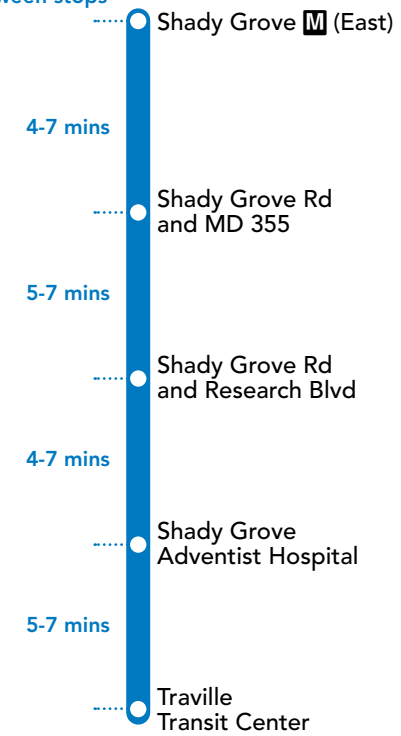 Shady Grove M (East)
4-7 mins
Shady Grove Rd
and MD 355
5-7 mins
Shady Grove Rd
and Research Blvd
4-7 mins
Shady Grove
Adventist Hospital
5-7 mins
Traville
Transit Center